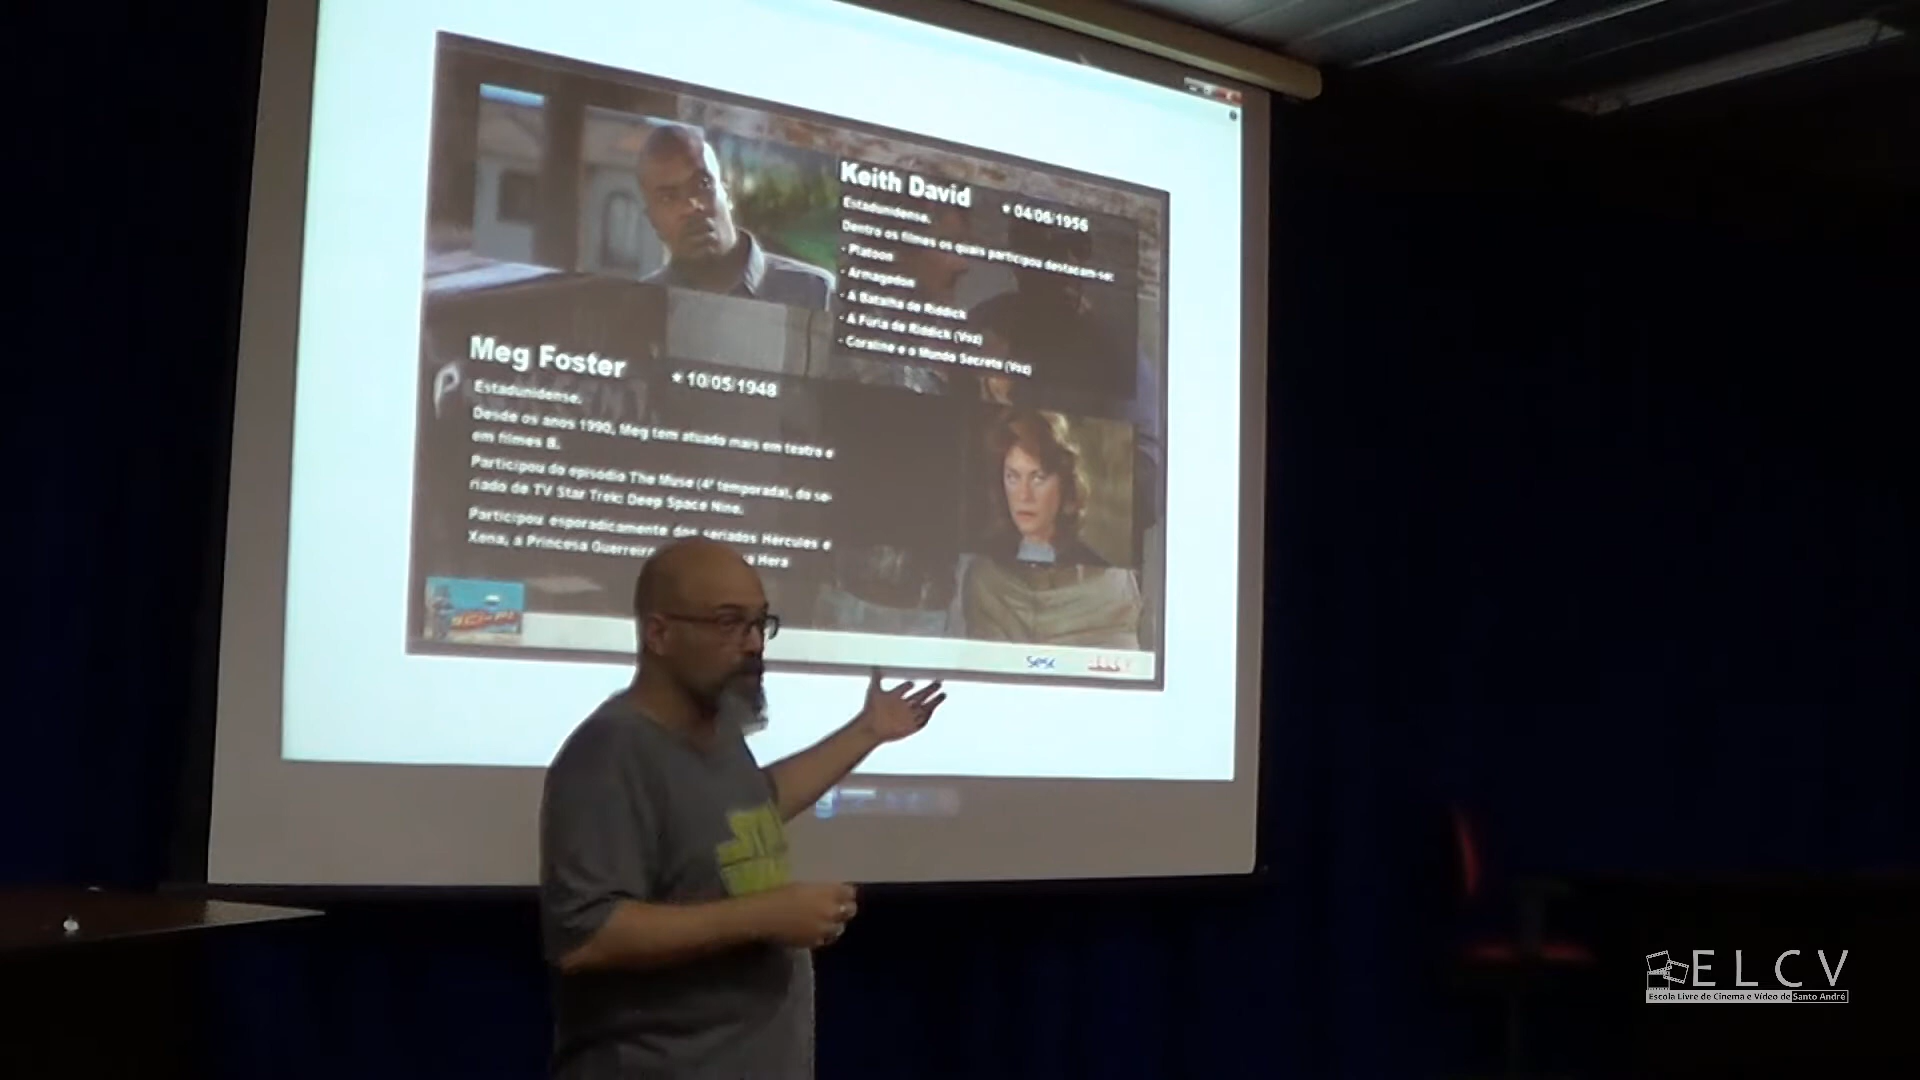 Keith David
* 04/06/1956
Estadunidense.
Dentre os filmes os quais participou destacam-se:
- Platoon
- Armagedon
- A Batalha de Riddick
- A Fúria de Riddick (Voz)
- Coraline e o Mundo Secreto (Voz)
Meg Foster
* 10/05/1948
Estadunidense.
Desde os anos 1990, Meg tem atuado mais em teatro e
em filmes B.
Participou do episódio The Muse (4ª temporada), do se-
riado de TV Star Trek: Deep Space Nine.
Participou esporadicamente dos seriados Hércules e
Xena, a Princesa Guerreira Hera
SCI-FI
Sesc
ELCV
ELCV
Escola Livre de Cinema e Vídeo de Santo André